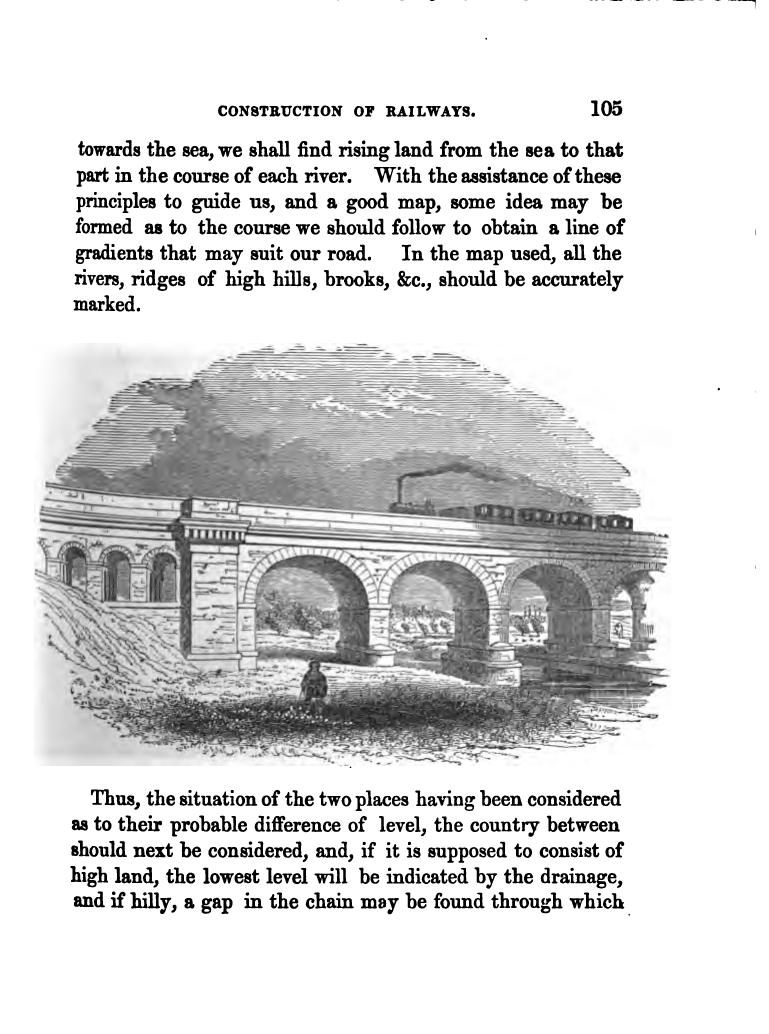 CONSTRUCTION OF RAILWAYS. 105
towards the sea, we shall find rising land from the sea to that
part in the course of each river. With the assistance of these
principles to guide us, and a good map, some idea may be
formed as to the course we should follow to obtain a line of
gradients that may suit our road. In the map used, all the
rivers, ridges of high hills, brooks, &c., should be accurately
marked.
Thus, the situation of the two places having been considered
as to their probable difference of level, the country between
should next be considered, and, if it is supposed to consist of
high land, the lowest level will be indicated by the drainage,
and if hilly, a gap in the chain may be found through which